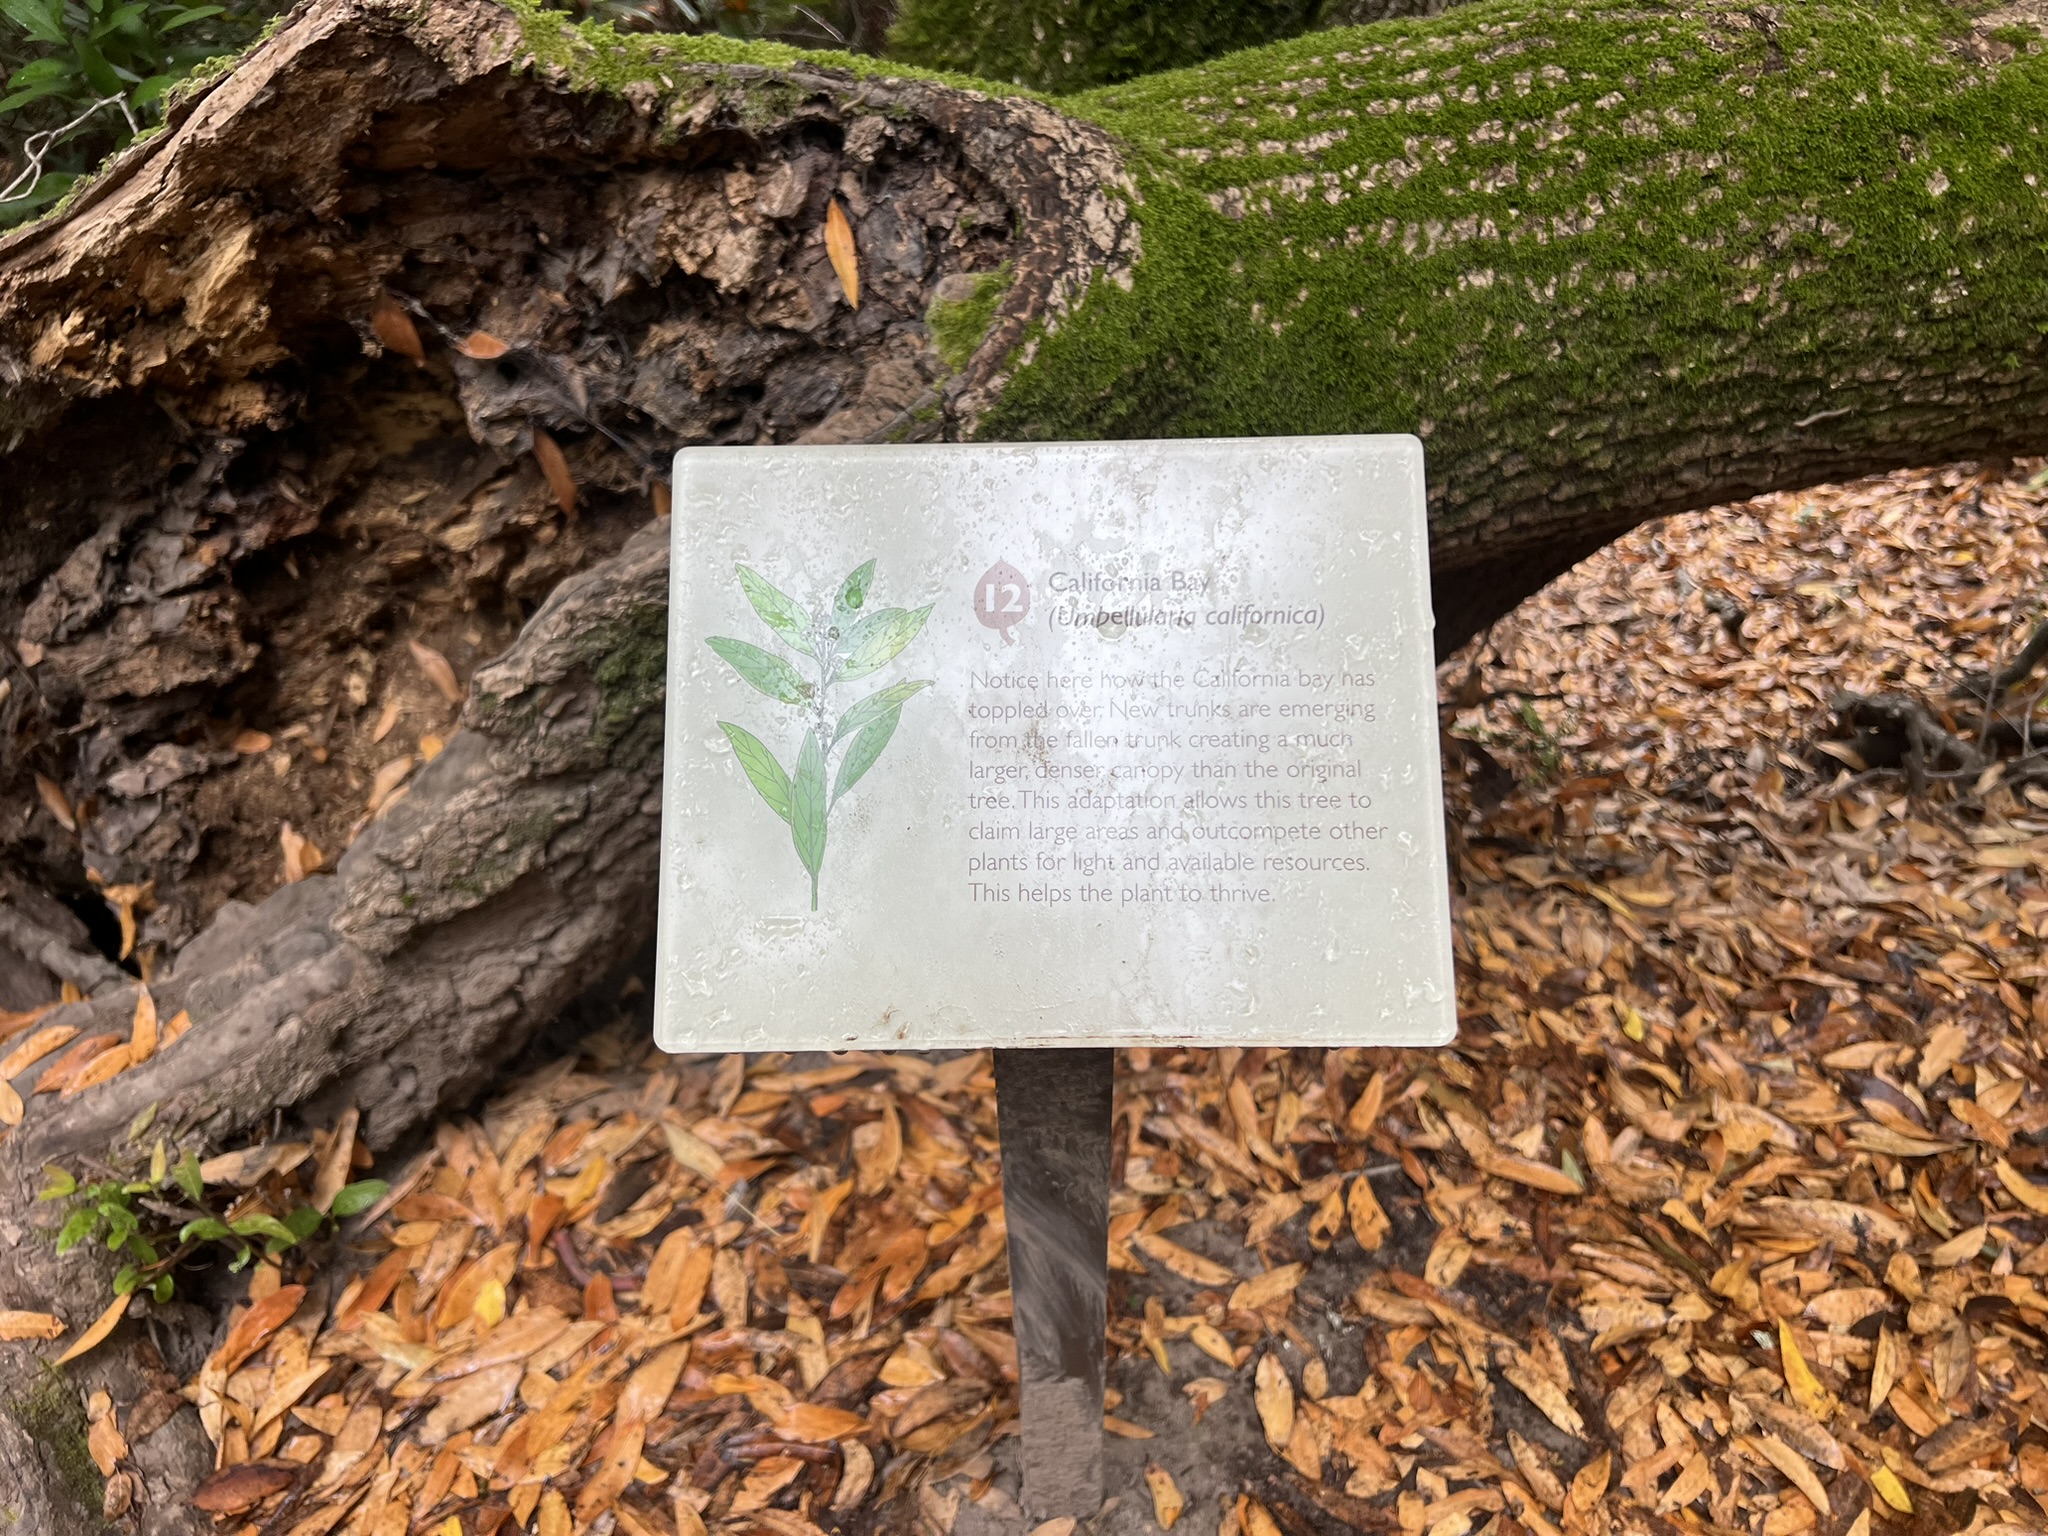 12
California Bay
(Umbellularia californica)
Notice here how the California bay has
toppled over. New trunks are emerging
from the fallen trunk creating a much
larger, denser canopy than the original
tree. This adaptation allows this tree to
claim large areas and outcompete other
plants for light and available resources.
This helps the plant to thrive.